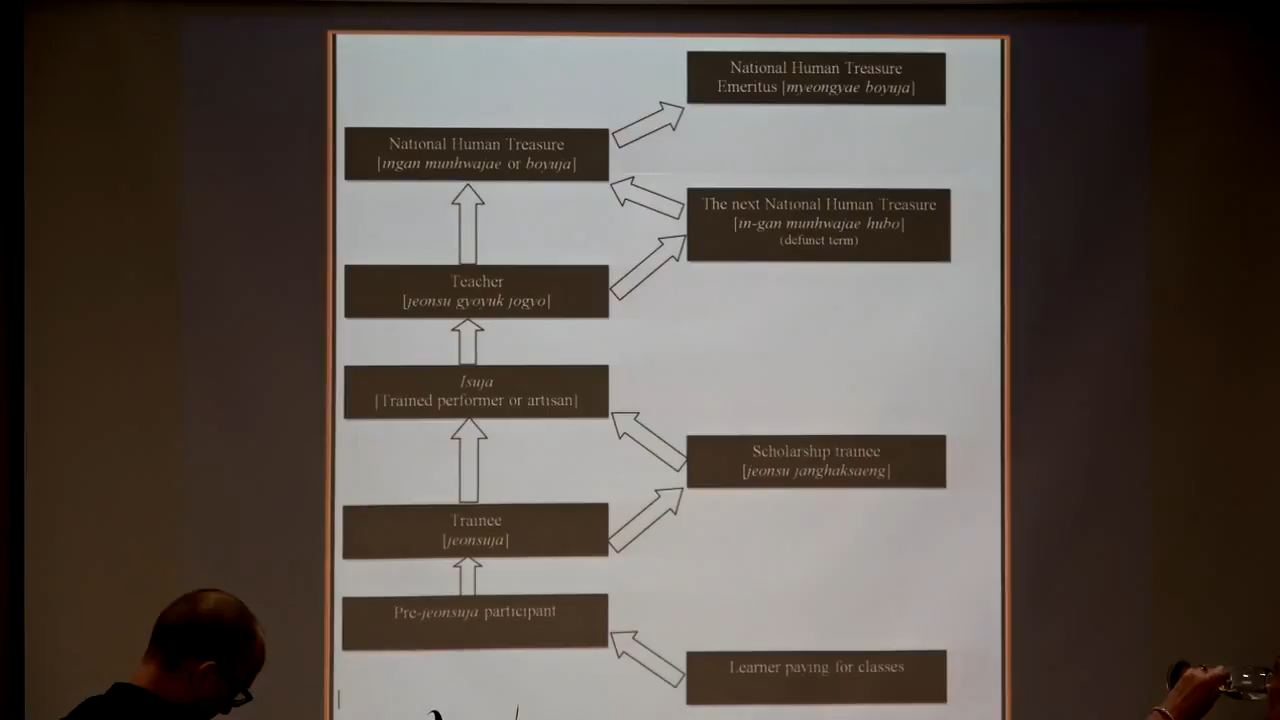 National Human Treasure
Emeritus [myeongyae boyuja]
National Human Treasure
[ingan munhwajae or boyuja]
The next National Human Treasure
[in-gan munhwajae hubo]
(defunct term)
Teacher
[jeonsu gyoyuk jogyo]
Isuja
[Trained performer or artisan]
Scholarship trainee
[jeonsu janghaksaeng]
Trainee
[jeonsuja]
Pre-jeonsuja participant
Learner paying for classes